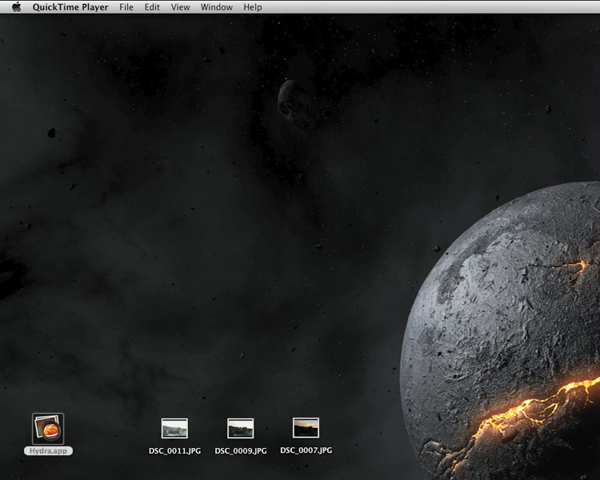 QuickTime Player File Edit View Window Help
Hydra.app DSC_0011.JPG DSC_0009.JPG DSC_0007.JPG